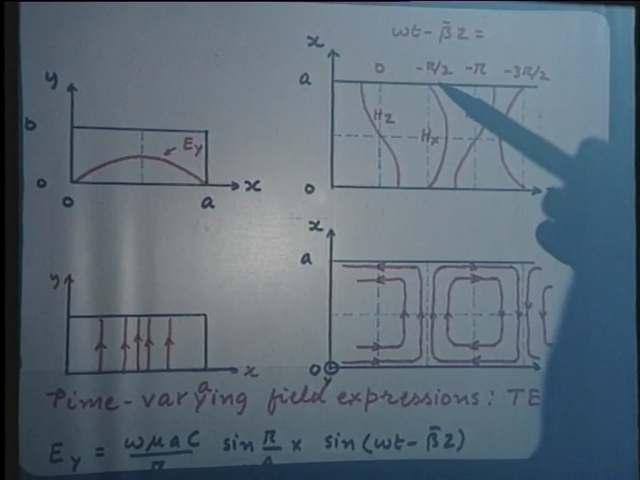 ωt - β̄z =
x
a
0
-π/2
-π
-3π/2
Hz
Hx
0
y
b
Ey
0
x
0
a
x
a
0
y
y
x
a
Time-varying field expressions: TE
Ey = ωμaC/π sin π/a x sin (ωt - β̄z)